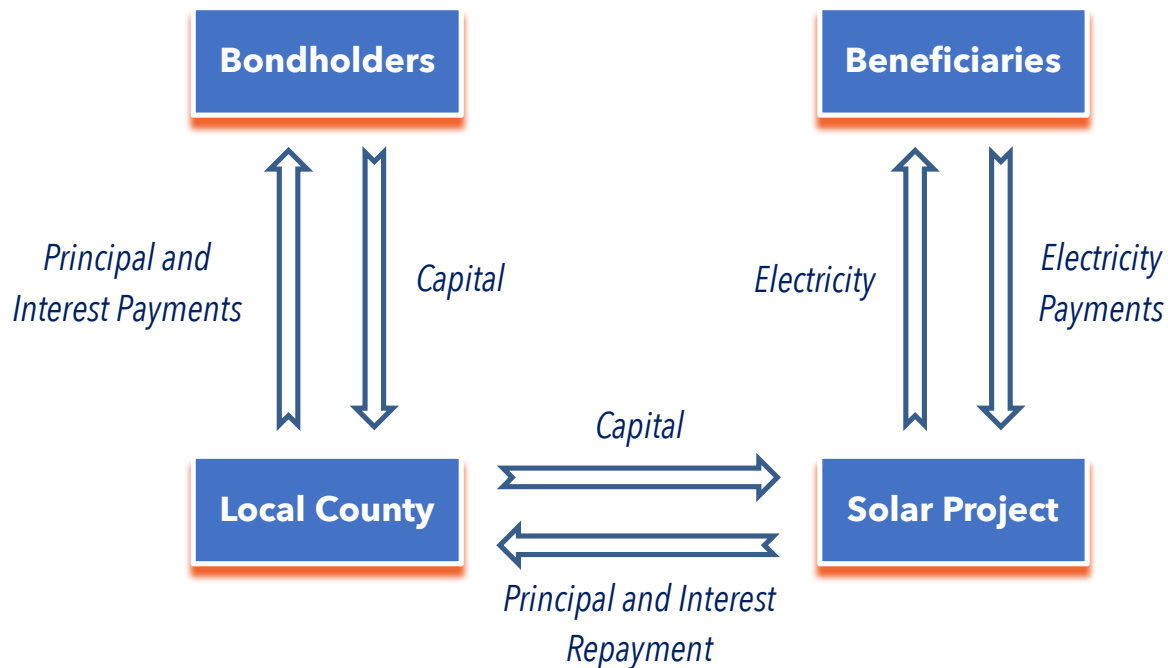 Bondholders
Beneficiaries
Principal and
Interest Payments
Capital
Electricity
Electricity
Payments
Capital
Local County
Solar Project
Principal and Interest
Repayment